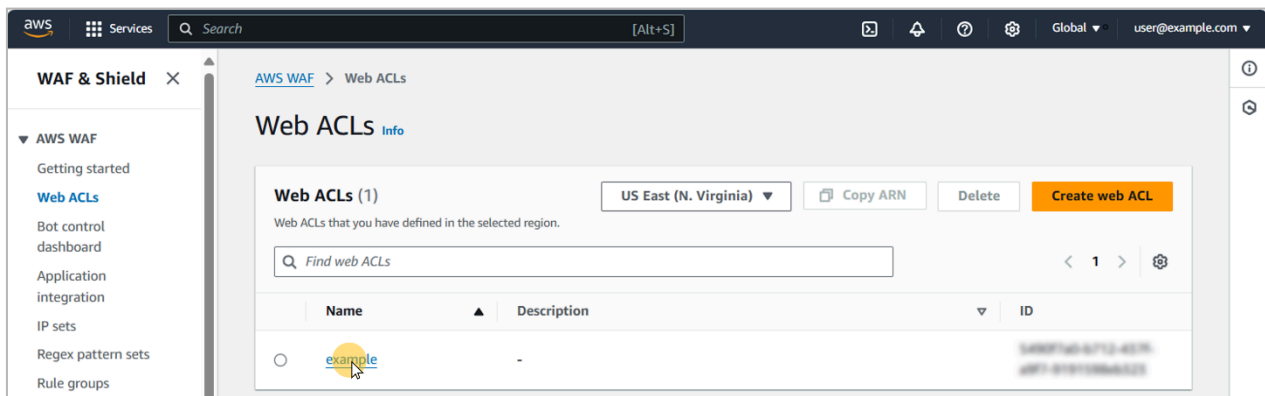 aws
Services
Search
[Alt+S]
Global
user@example.com
WAF & Shield
AWS WAF
Getting started
Web ACLs
Bot control
dashboard
Application
integration
IP sets
Regex pattern sets
Rule groups
AWS WAF > Web ACLs
Web ACLs Info
Web ACLs (1)
US East (N. Virginia)
Copy ARN
Delete
Create web ACL
Web ACLs that you have defined in the selected region.
Find web ACLs
1
Name
Description
ID
example
-